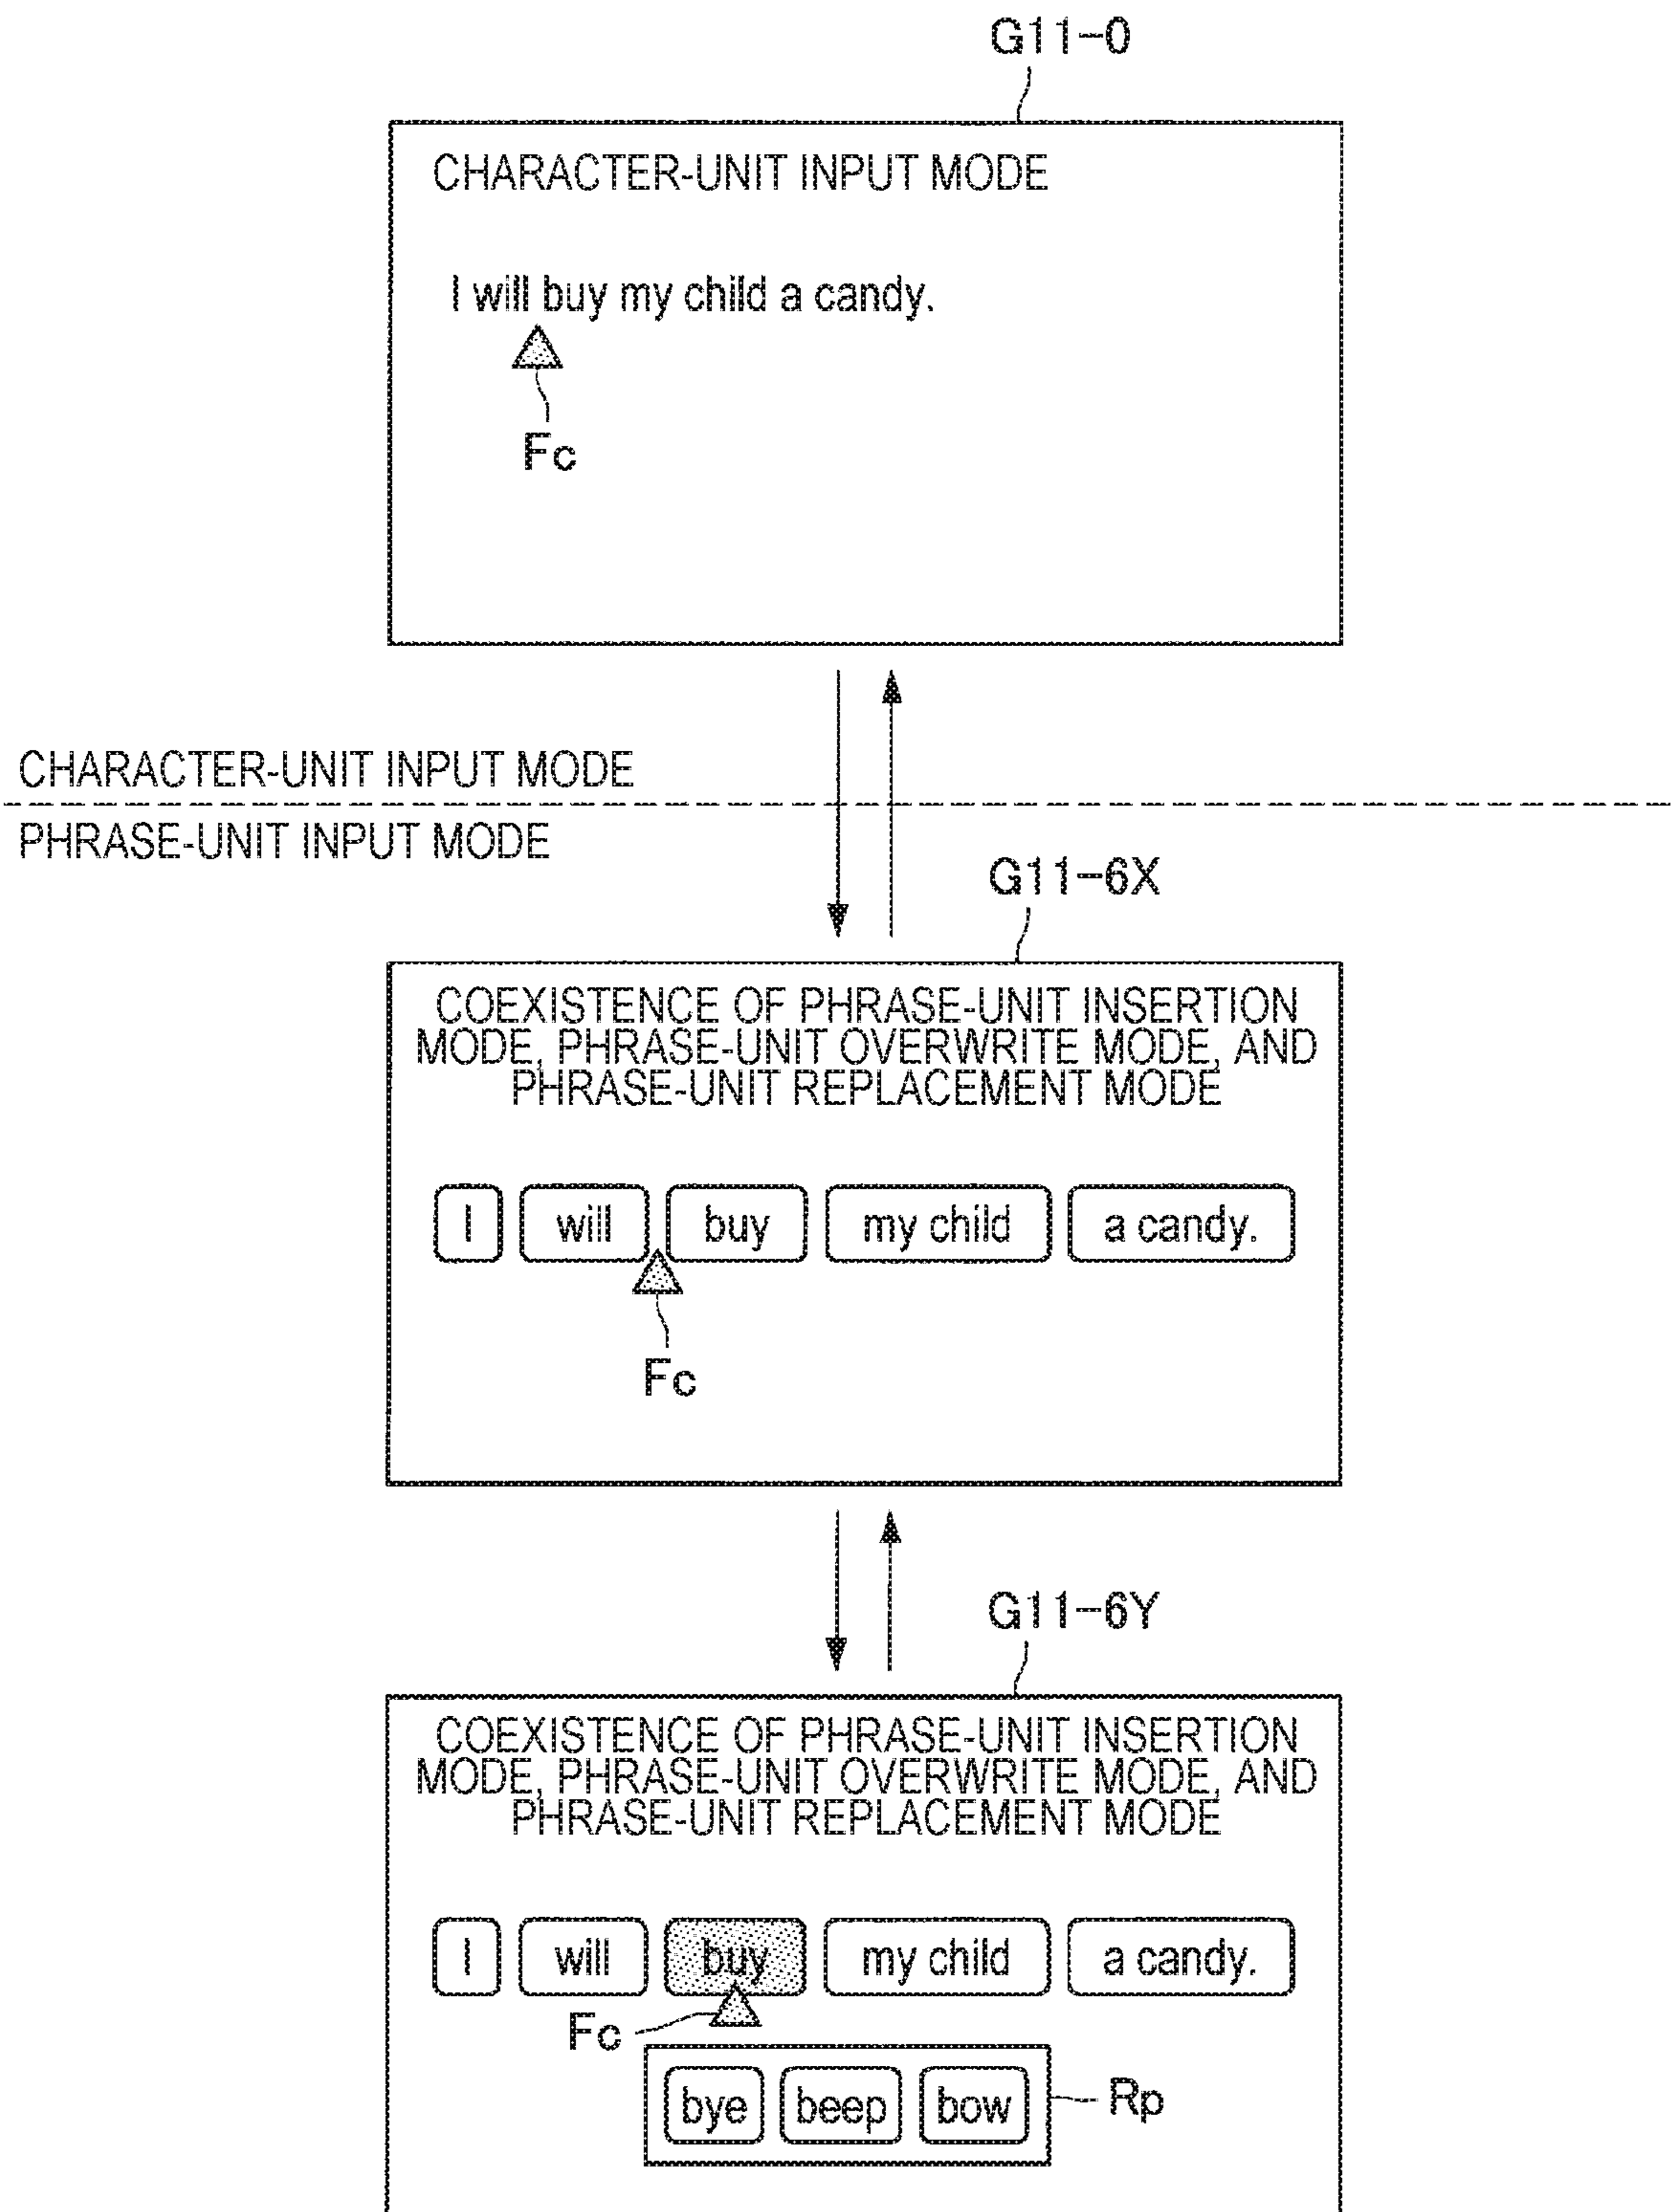 G11-0
CHARACTER-UNIT INPUT MODE
I will buy my child a candy.
Fc
CHARACTER-UNIT INPUT MODE
PHRASE-UNIT INPUT MODE
G11-6X
COEXISTENCE OF PHRASE-UNIT INSERTION
MODE, PHRASE-UNIT OVERWRITE MODE, AND
PHRASE-UNIT REPLACEMENT MODE
I will buy my child a candy.
Fc
G11-6Y
COEXISTENCE OF PHRASE-UNIT INSERTION
MODE, PHRASE-UNIT OVERWRITE MODE, AND
PHRASE-UNIT REPLACEMENT MODE
I will buy my child a candy.
Fc
bye beep bow Rp